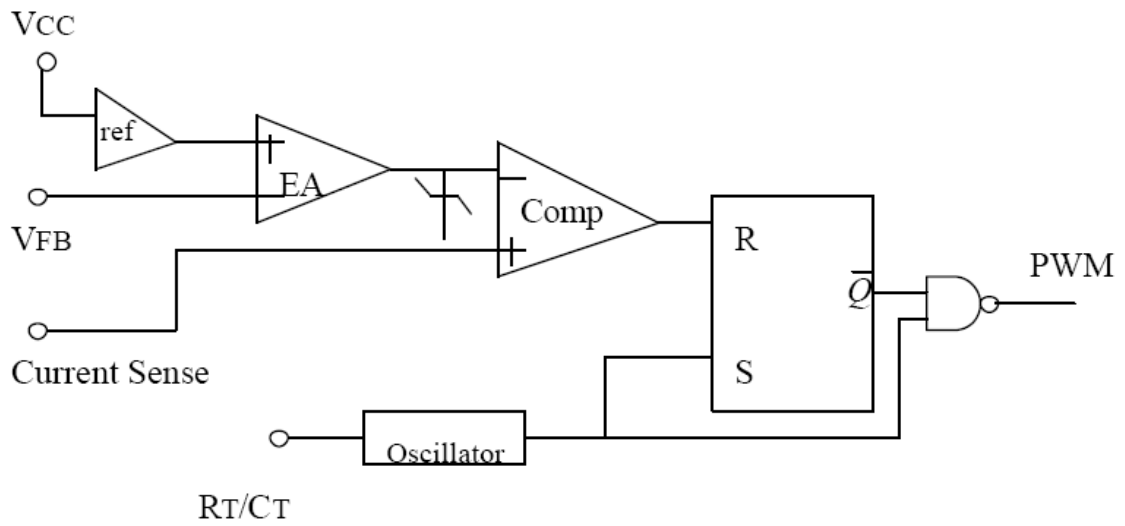 VCC
ref
EA
VFB
Comp
R
Q
PWM
Current Sense
S
Oscillator
RT/CT